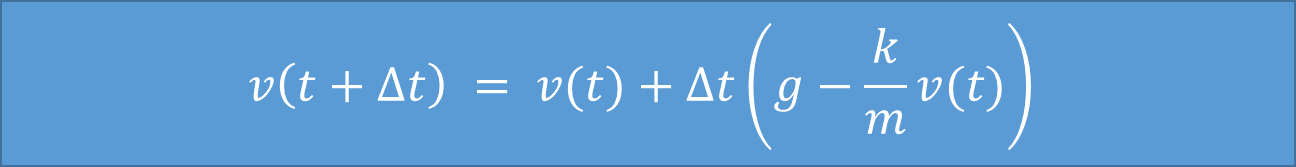 v(t + Δt) = v(t) + Δt(g − k/m v(t))